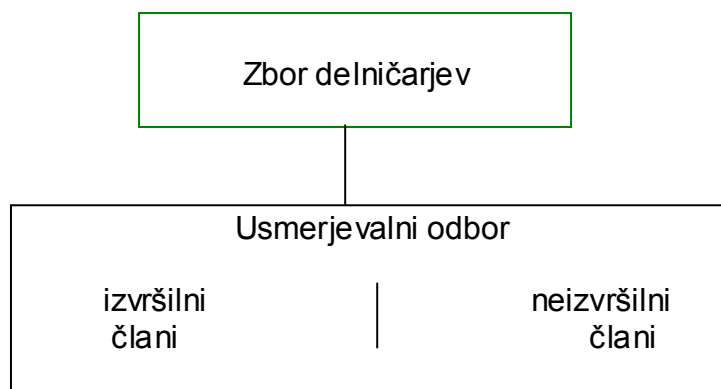 Zbor delničarjev
Usmerjevalni odbor
izvršilni
člani
neizvršilni
člani